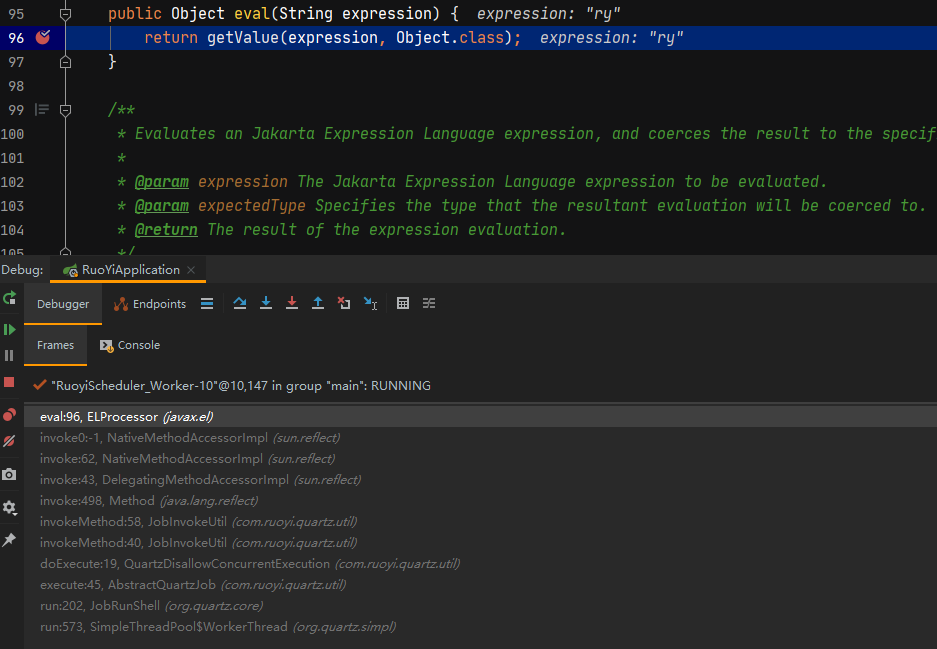 95 public Object eval(String expression) { expression: "ry"
96 return getValue(expression, Object.class); expression: "ry"
97 }
98
99 /**
100 * Evaluates an Jakarta Expression Language expression, and coerces the result to the specif
101 *
102 * @param expression The Jakarta Expression Language expression to be evaluated.
103 * @param expectedType Specifies the type that the resultant evaluation will be coerced to.
104 * @return The result of the expression evaluation.
105 */
Debug: RuoYiApplication ×
Debugger Endpoints
Frames Console
"RuoyiScheduler_Worker-10"@10,147 in group "main": RUNNING
eval:96, ELProcessor (javax.el)
invoke0:-1, NativeMethodAccessorImpl (sun.reflect)
invoke:62, NativeMethodAccessorImpl (sun.reflect)
invoke:43, DelegatingMethodAccessorImpl (sun.reflect)
invoke:498, Method (java.lang.reflect)
invokeMethod:58, JobInvokeUtil (com.ruoyi.quartz.util)
invokeMethod:40, JobInvokeUtil (com.ruoyi.quartz.util)
doExecute:19, QuartzDisallowConcurrentExecution (com.ruoyi.quartz.util)
execute:45, AbstractQuartzJob (com.ruoyi.quartz.util)
run:202, JobRunShell (org.quartz.core)
run:573, SimpleThreadPool$WorkerThread (org.quartz.simpl)